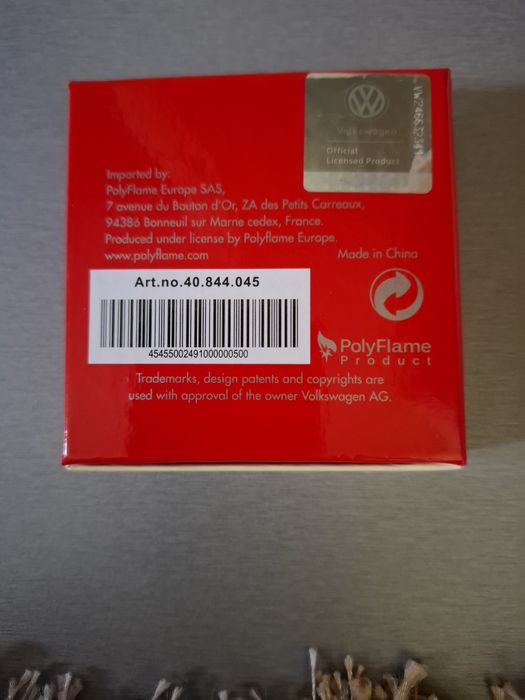 Volkswagen
Official
Licensed Product
Imported by:
PolyFlame Europe SAS,
7 avenue du Bouton d'Or, ZA des Petits Carreaux,
94386 Bonneuil sur Marne cedex, France.
Produced under license by Polyflame Europe.
www.polyflame.com
Made in China
Art.no.40.844.045
45455002491000000500
PolyFlame
Product
Trademarks, design patents and copyrights are
used with approval of the owner Volkswagen AG.